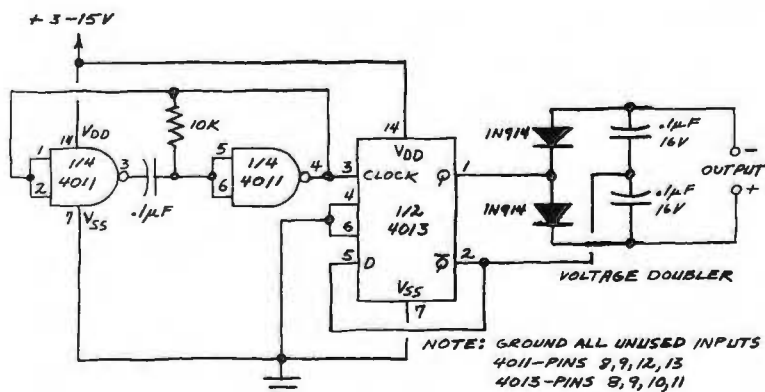 +3-15V
10K
1
2
14
VDD
1/4
4011
3
7
VSS
.1µF
5
6
1/4
4011
4
14
VDD
3
CLOCK
4
6
1/2
4013
5
D
Q
1
Q̅
2
VSS
7
1N914
1N914
.1µF
16V
.1µF
16V
-
OUTPUT
+
VOLTAGE DOUBLER
NOTE: GROUND ALL UNUSED INPUTS
4011-PINS 8,9,12,13
4013-PINS 8,9,10,11